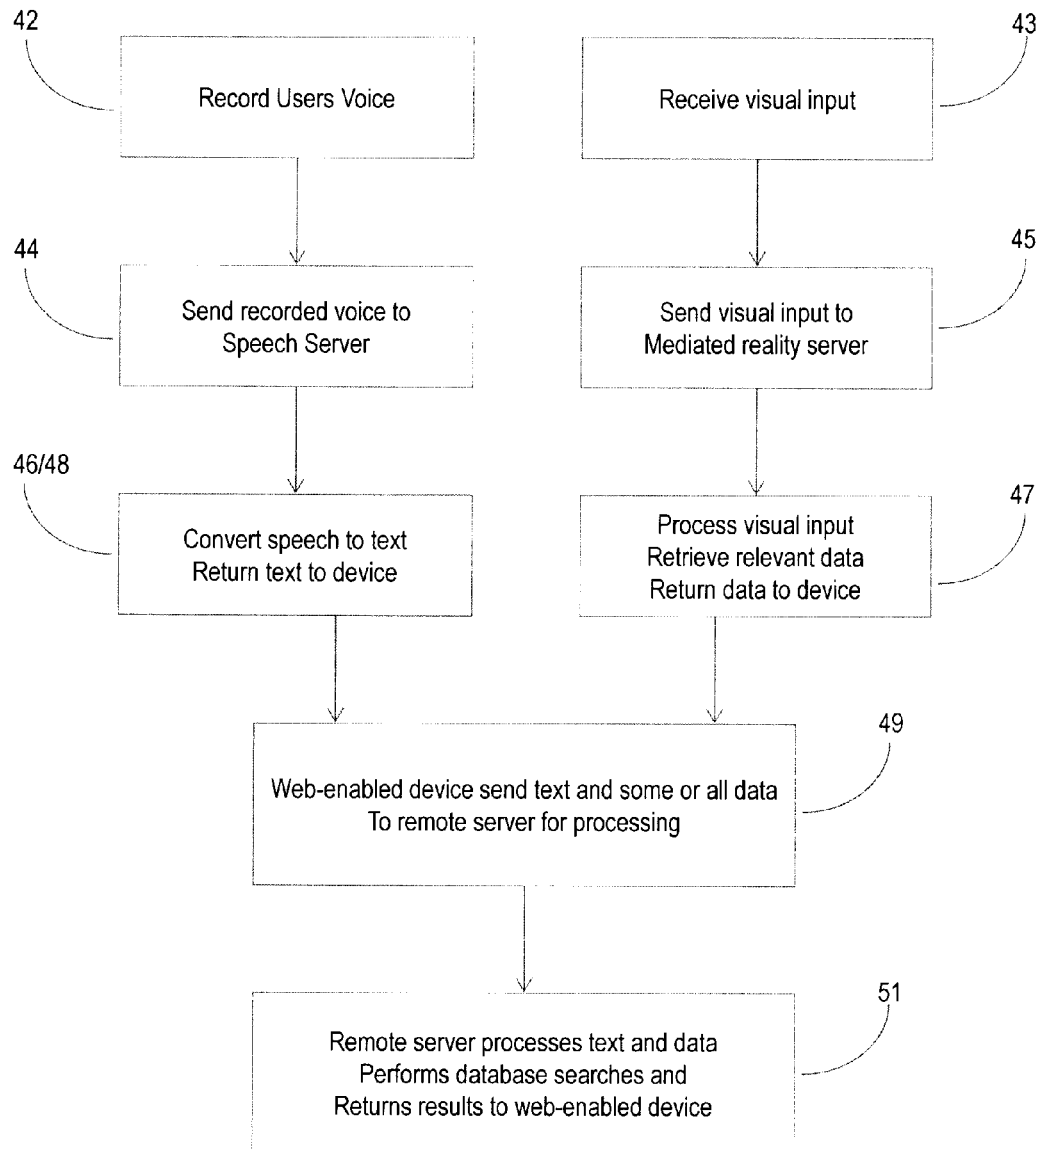 42
Record Users Voice
43
Receive visual input
44
Send recorded voice to
Speech Server
45
Send visual input to
Mediated reality server
46/48
Convert speech to text
Return text to device
47
Process visual input
Retrieve relevant data
Return data to device
49
Web-enabled device send text and some or all data
To remote server for processing
51
Remote server processes text and data
Performs database searches and
Returns results to web-enabled device